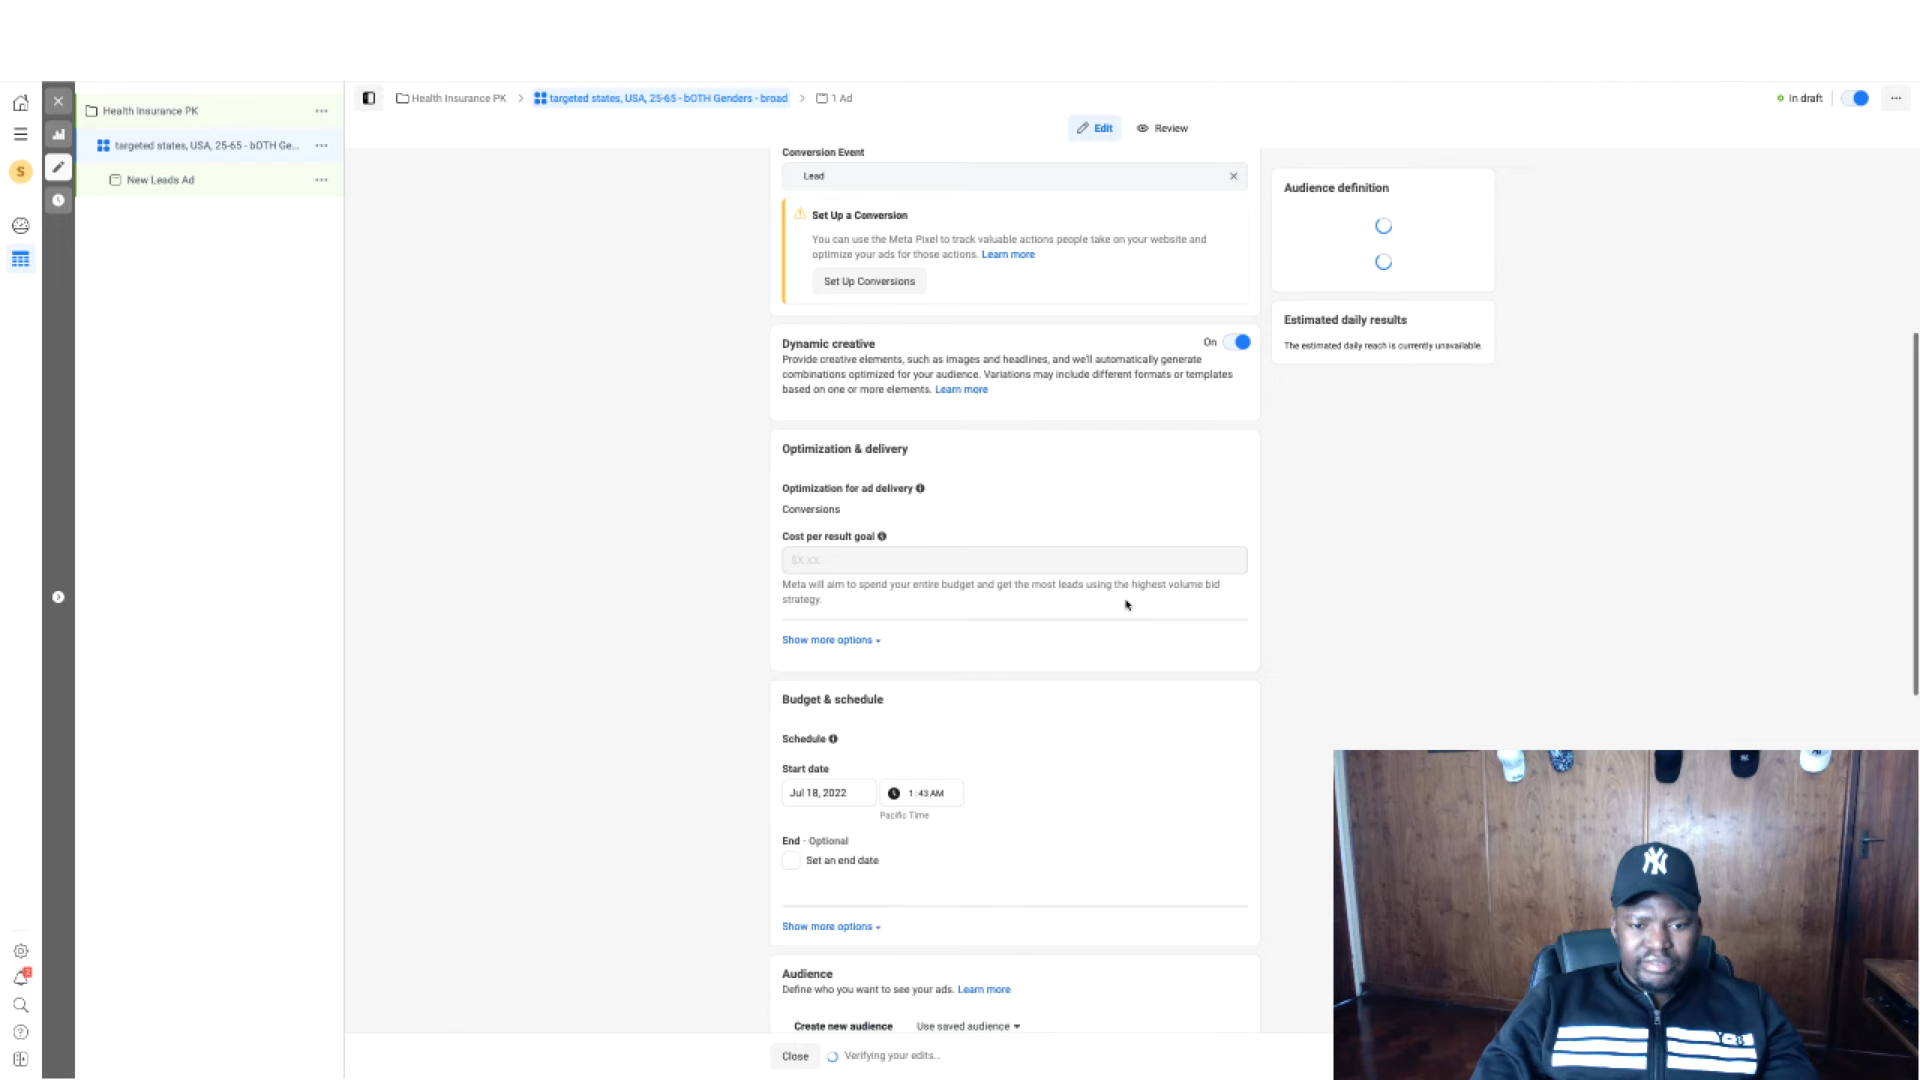 Health Insurance PK
targeted states, USA, 25-65 - bOTH Ge...
New Leads Ad
S
2
Health Insurance PK > targeted states, USA, 25-65 - bOTH Genders - broad > 1 Ad
In draft
Edit
Review
Conversion Event
Lead
Set Up a Conversion
You can use the Meta Pixel to track valuable actions people take on your website and
optimize your ads for those actions. Learn more
Set Up Conversions
Dynamic creative
On
Provide creative elements, such as images and headlines, and we'll automatically generate
combinations optimized for your audience. Variations may include different formats or templates
based on one or more elements. Learn more
Optimization & delivery
Optimization for ad delivery
Conversions
Cost per result goal
$X.XX
Meta will aim to spend your entire budget and get the most leads using the highest volume bid
strategy.
Show more options
Budget & schedule
Schedule
Start date
Jul 18, 2022
1:43 AM
Pacific Time
End - Optional
Set an end date
Show more options
Audience
Define who you want to see your ads. Learn more
Create new audience
Use saved audience
Close
Verifying your edits...
Audience definition
Estimated daily results
The estimated daily reach is currently unavailable.
NY